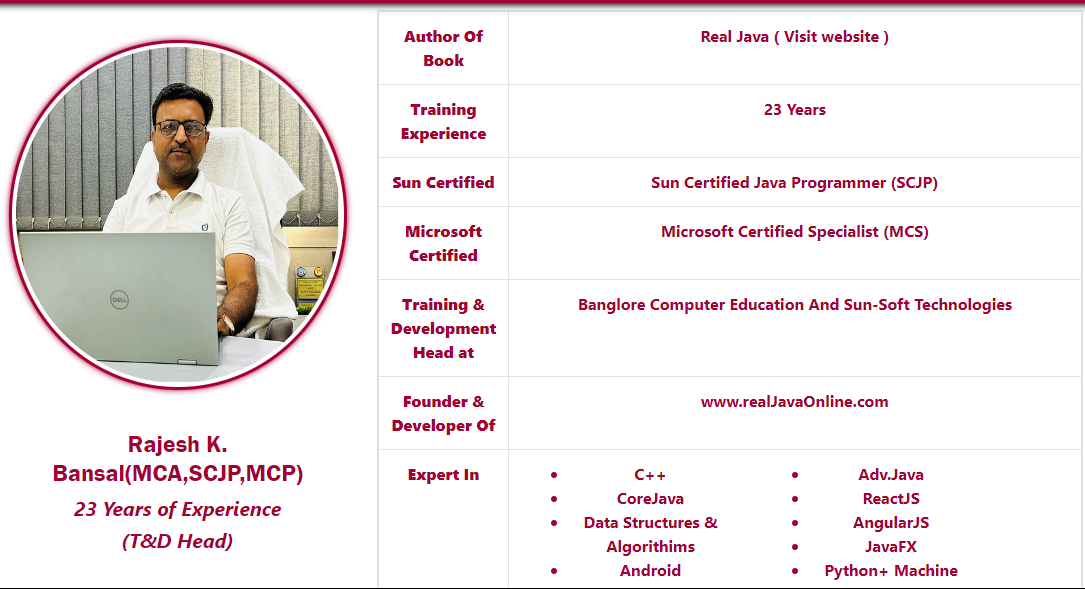 Author Of
Book
Real Java ( Visit website )
Training
Experience
23 Years
Sun Certified
Sun Certified Java Programmer (SCJP)
Microsoft
Certified
Microsoft Certified Specialist (MCS)
Training &
Development
Head at
Banglore Computer Education And Sun-Soft Technologies
Founder &
Developer Of
www.realJavaOnline.com
Expert In
C++
CoreJava
Data Structures &
Algorithims
Android
Adv.Java
ReactJS
AngularJS
JavaFX
Python+ Machine
DELL
Rajesh K.
Bansal(MCA,SCJP,MCP)
23 Years of Experience
(T&D Head)